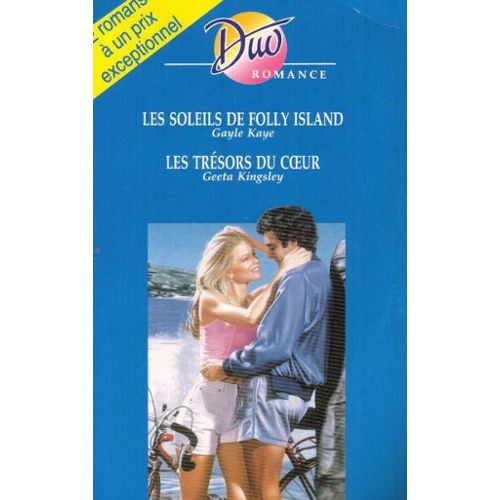 2 romans
à un prix
exceptionnel
Duo
ROMANCE
LES SOLEILS DE FOLLY ISLAND
Gayle Kaye
LES TRÉSORS DU CŒUR
Geeta Kingsley